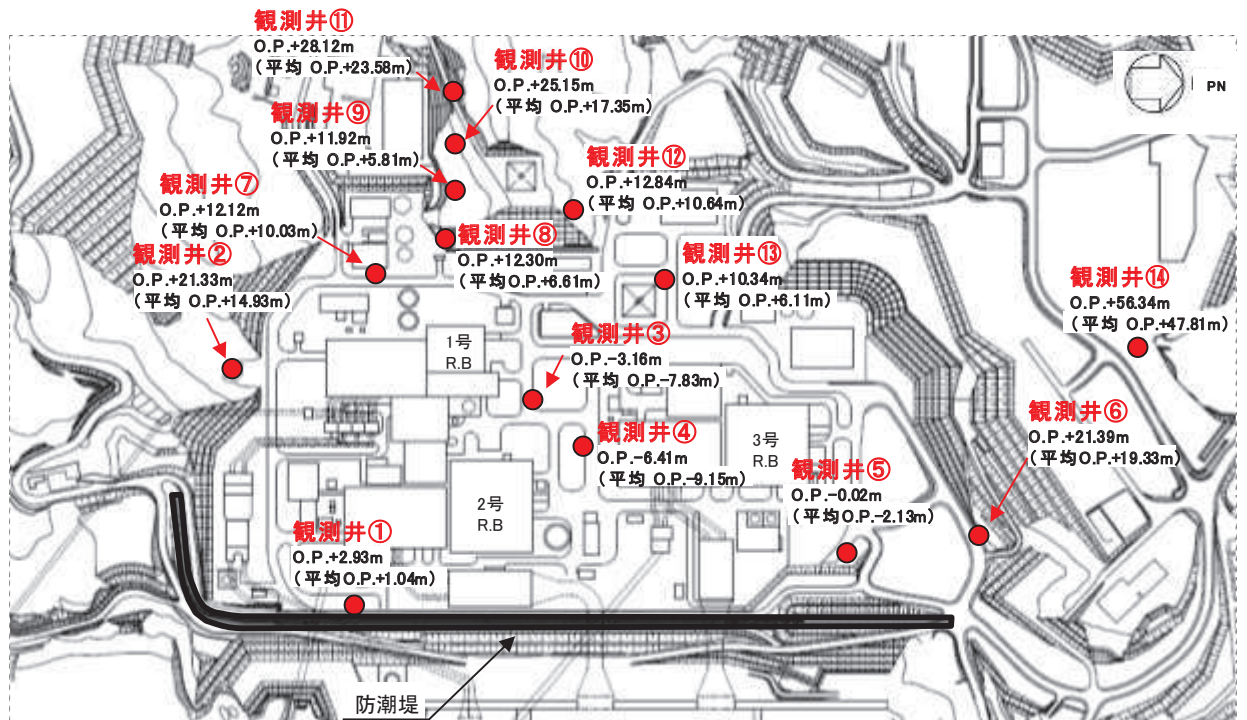 観測井⑪
O.P.+28.12m
(平均 O.P.+23.58m)
観測井⑩
O.P.+25.15m
(平均 O.P.+17.35m)
PN
観測井⑨
O.P.+11.92m
(平均 O.P.+5.81m)
観測井⑫
O.P.+12.84m
(平均 O.P.+10.64m)
観測井⑦
O.P.+12.12m
(平均 O.P.+10.03m)
観測井⑧
O.P.+12.30m
(平均O.P.+6.61m)
観測井②
O.P.+21.33m
(平均 O.P.+14.93m)
観測井⑬
O.P.+10.34m
(平均 O.P.+6.11m)
観測井⑭
O.P.+56.34m
(平均 O.P.+47.81m)
観測井③
O.P.-3.16m
(平均 O.P.-7.83m)
1号
R.B
観測井④
O.P.-6.41m
(平均 O.P.-9.15m)
観測井⑥
O.P.+21.39m
(平均O.P.+19.33m)
3号
R.B
観測井⑤
O.P.-0.02m
(平均O.P.-2.13m)
2号
R.B
観測井①
O.P.+2.93m
(平均O.P.+1.04m)
防潮堤